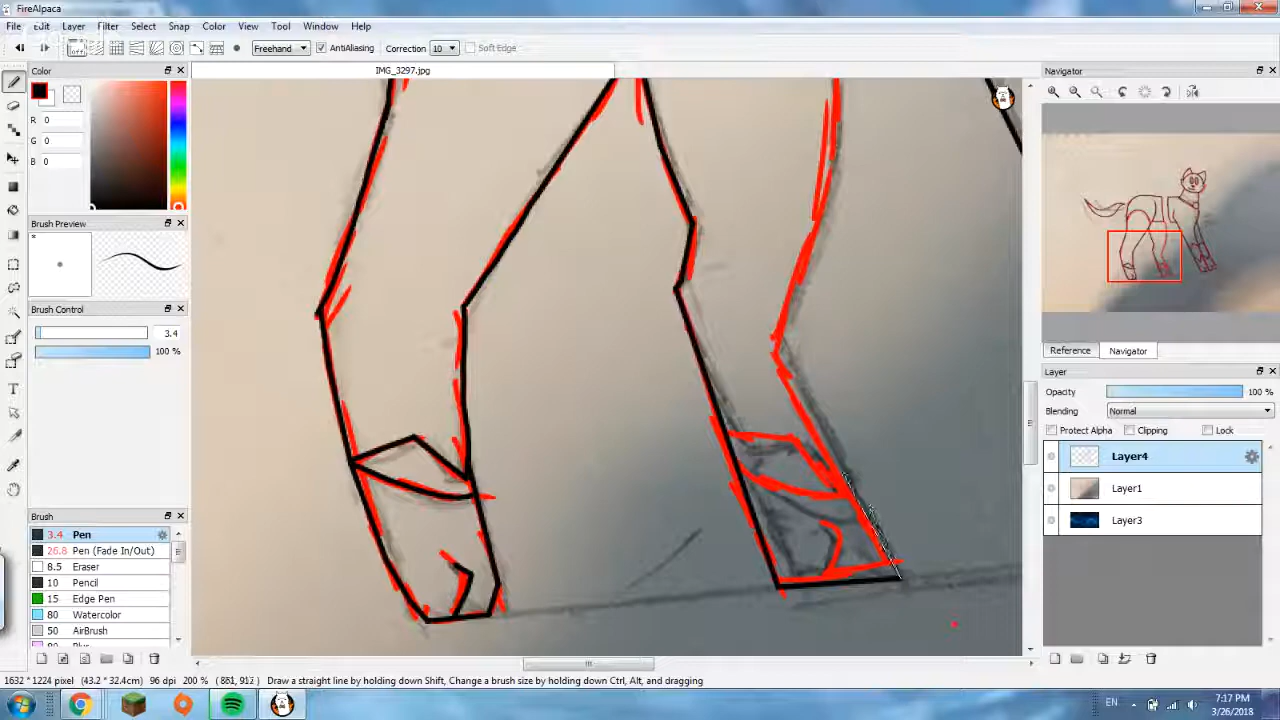 FireAlpaca
File Edit Layer Filter Select Snap Color View Tool Window Help
off Freehand AntiAliasing Correction 10 Soft Edge
Color
IMG_3297.jpg
Navigator
R 0
G 0
B 0
Brush Preview
*
Brush Control
3.4
100 %
Reference Navigator
Layer
Opacity 100 %
Blending Normal
Protect Alpha Clipping Lock
Layer4
Layer1
Layer3
Brush
3.4 Pen
26.8 Pen (Fade In/Out)
8.5 Eraser
10 Pencil
15 Edge Pen
80 Watercolor
50 AirBrush
1632 * 1224 pixel (43.2 * 32.4cm) 96 dpi 200 % Draw a straight line by holding down Shift, Change a brush size by holding down Ctrl, Alt, and dragging
EN
7:17 PM
3/26/2018